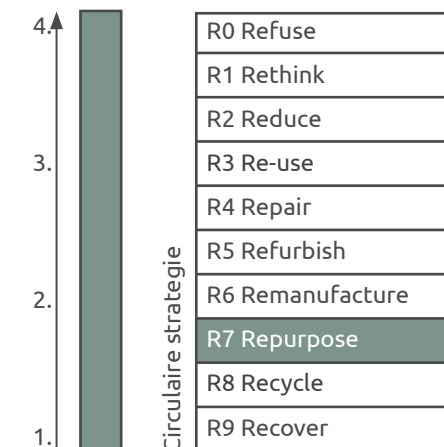 4.
3.
2.
1.
Circulaire strategie
R0 Refuse
R1 Rethink
R2 Reduce
R3 Re-use
R4 Repair
R5 Refurbish
R6 Remanufacture
R7 Repurpose
R8 Recycle
R9 Recover